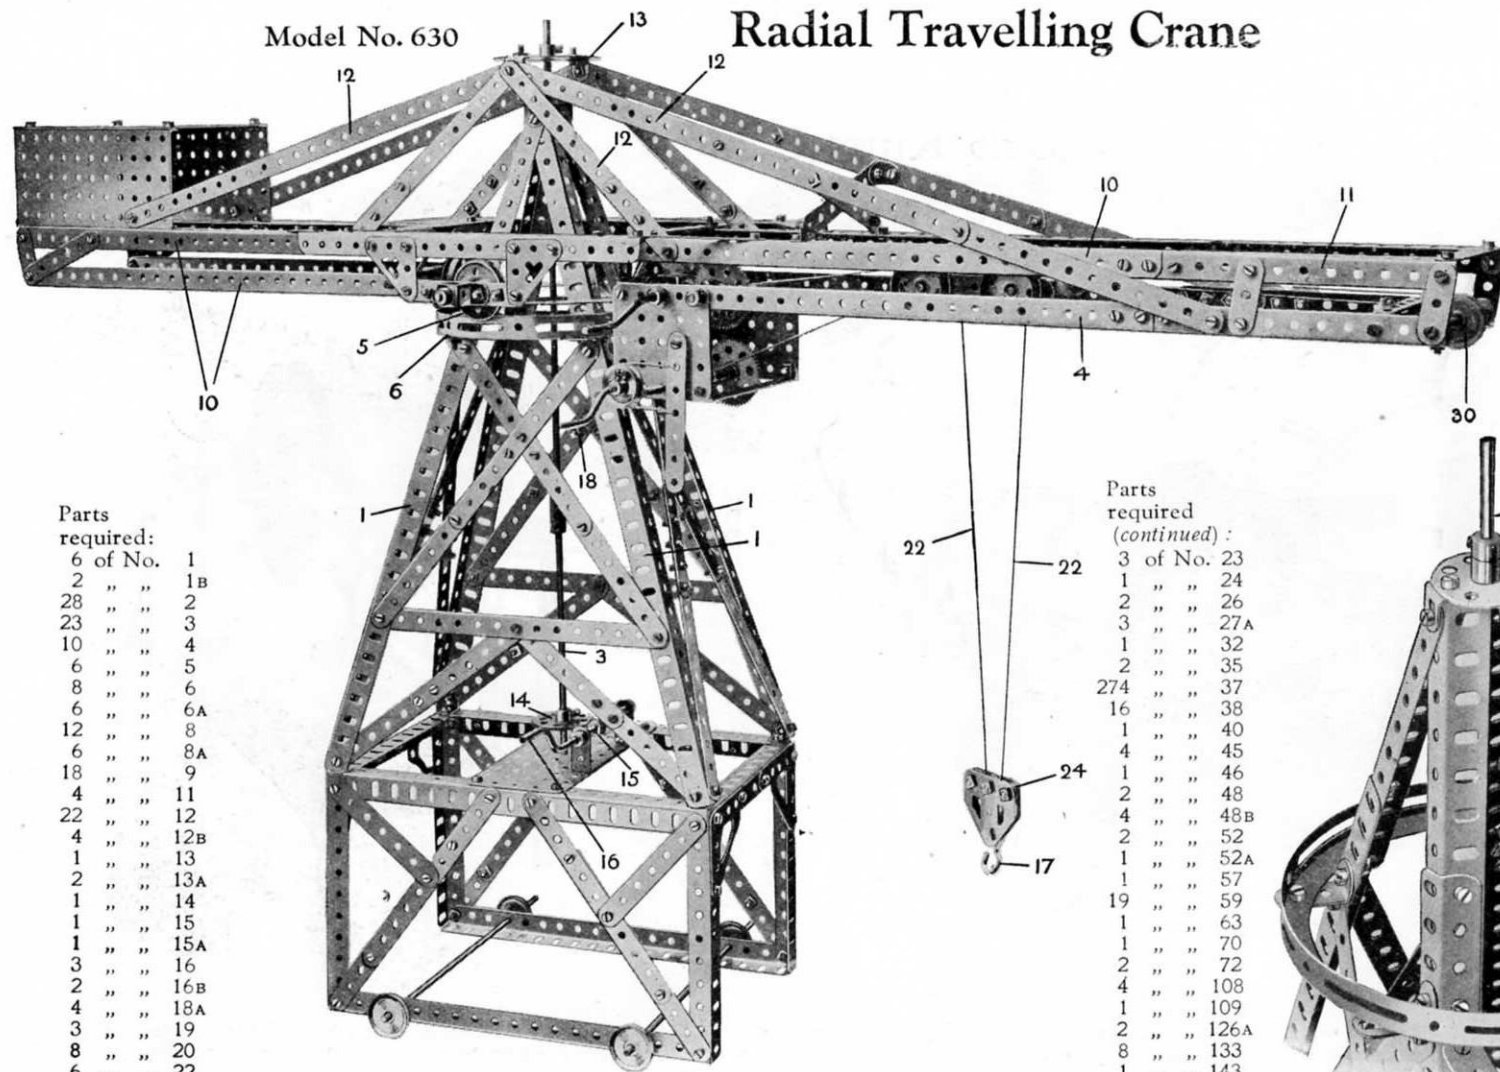 Model No. 630
Radial Travelling Crane
13
12
12
12
10
11
5
6
10
4
30
18
1
1
1
22
22
3
14
15
16
24
17
Parts
required:
6 of No. 1
2 „ „ 1B
28 „ „ 2
23 „ „ 3
10 „ „ 4
6 „ „ 5
8 „ „ 6
6 „ „ 6A
12 „ „ 8
6 „ „ 8A
18 „ „ 9
4 „ „ 11
22 „ „ 12
4 „ „ 12B
1 „ „ 13
2 „ „ 13A
1 „ „ 14
1 „ „ 15
1 „ „ 15A
3 „ „ 16
2 „ „ 16B
4 „ „ 18A
3 „ „ 19
8 „ „ 20
Parts
required
(continued) :
3 of No. 23
1 „ „ 24
2 „ „ 26
3 „ „ 27A
1 „ „ 32
2 „ „ 35
274 „ „ 37
16 „ „ 38
1 „ „ 40
4 „ „ 45
1 „ „ 46
2 „ „ 48
4 „ „ 48B
2 „ „ 52
1 „ „ 52A
1 „ „ 57
19 „ „ 59
1 „ „ 63
1 „ „ 70
2 „ „ 72
4 „ „ 108
1 „ „ 109
2 „ „ 126A
8 „ „ 133